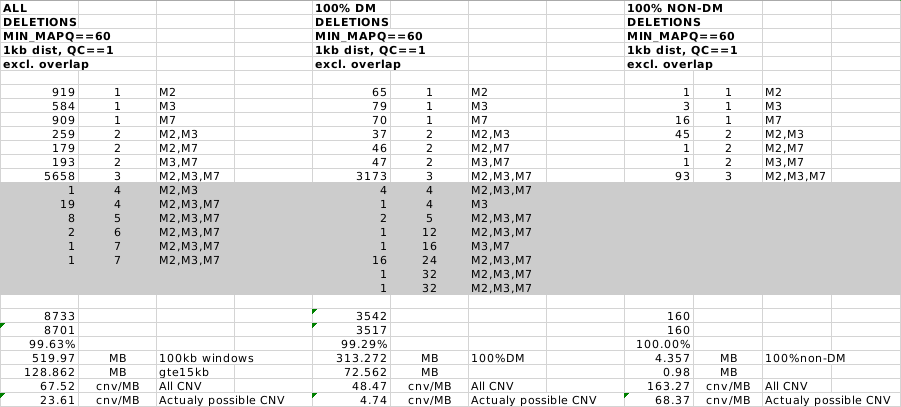 ALL 100% DM 100% NON-DM
DELETIONS DELETIONS DELETIONS
MIN_MAPQ==60 MIN_MAPQ==60 MIN_MAPQ==60
1kb dist, QC==1 1kb dist, QC==1 1kb dist, QC==1
excl. overlap excl. overlap excl. overlap
919 1 M2 65 1 M2 1 1 M2
584 1 M3 79 1 M3 3 1 M3
909 1 M7 70 1 M7 16 1 M7
259 2 M2,M3 37 2 M2,M3 45 2 M2,M3
179 2 M2,M7 46 2 M2,M7 1 2 M2,M7
193 2 M3,M7 47 2 M3,M7 1 2 M3,M7
5658 3 M2,M3,M7 3173 3 M2,M3,M7 93 3 M2,M3,M7
1 4 M2,M3 4 4 M2,M3,M7
19 4 M2,M3,M7 1 4 M3
8 5 M2,M3,M7 2 5 M2,M3,M7
2 6 M2,M3,M7 1 12 M2,M3,M7
1 7 M2,M3,M7 1 16 M3,M7
1 7 M2,M3,M7 16 24 M2,M3,M7
1 32 M2,M3,M7
1 32 M2,M3,M7
8733 3542 160
8701 3517 160
99.63% 99.29% 100.00%
519.97 MB 100kb windows 313.272 MB 100%DM 4.357 MB 100%non-DM
128.862 MB gte15kb 72.562 MB 0.98 MB
67.52 cnv/MB All CNV 48.47 cnv/MB All CNV 163.27 cnv/MB All CNV
23.61 cnv/MB Actualy possible CNV 4.74 cnv/MB Actualy possible CNV 68.37 cnv/MB Actualy possible CNV